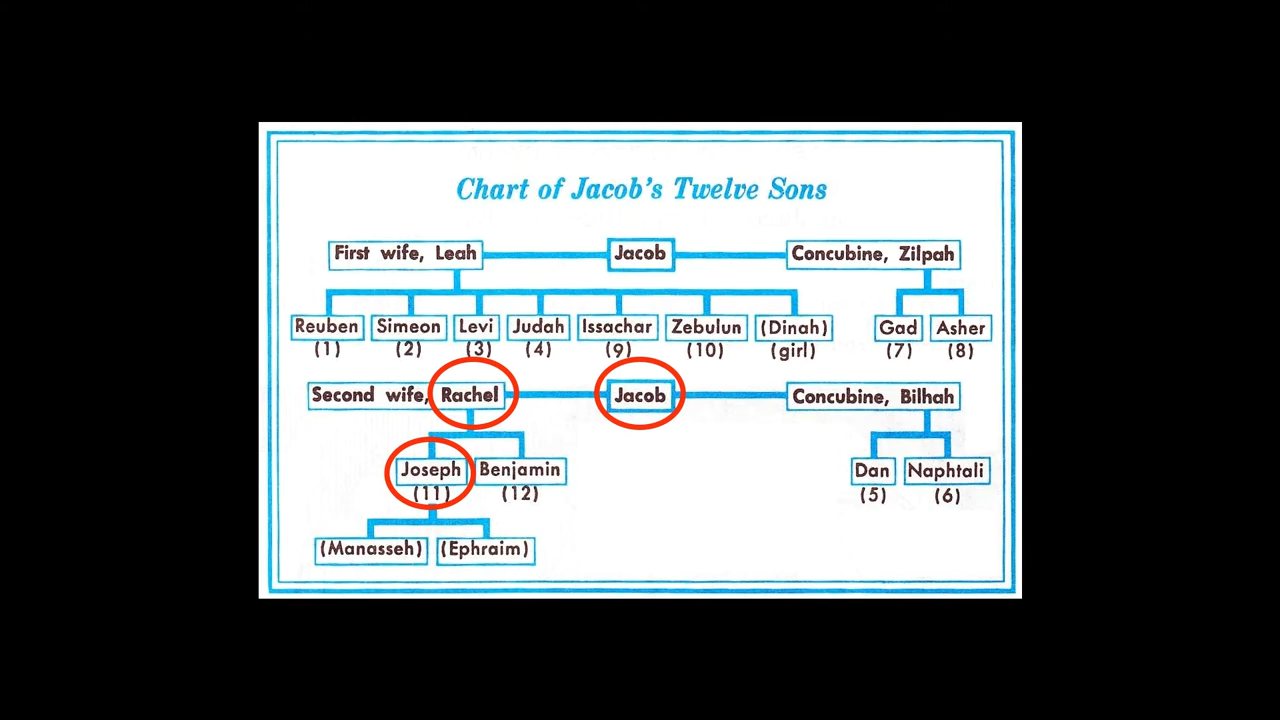 Chart of Jacob's Twelve Sons
First wife, Leah Jacob Concubine, Zilpah
Reuben Simeon Levi Judah Issachar Zebulun (Dinah) Gad Asher
(1) (2) (3) (4) (9) (10) (girl) (7) (8)
Second wife, Rachel Jacob Concubine, Bilhah
Joseph Benjamin Dan Naphtali
(11) (12) (5) (6)
(Manasseh) (Ephraim)